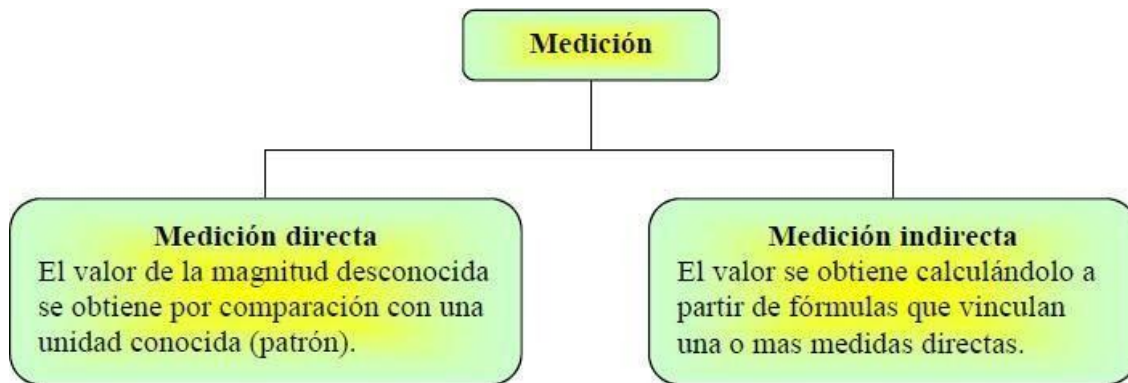 Medición
Medición directa
El valor de la magnitud desconocida
se obtiene por comparación con una
unidad conocida (patrón).
Medición indirecta
El valor se obtiene calculándolo a
partir de fórmulas que vinculan
una o mas medidas directas.